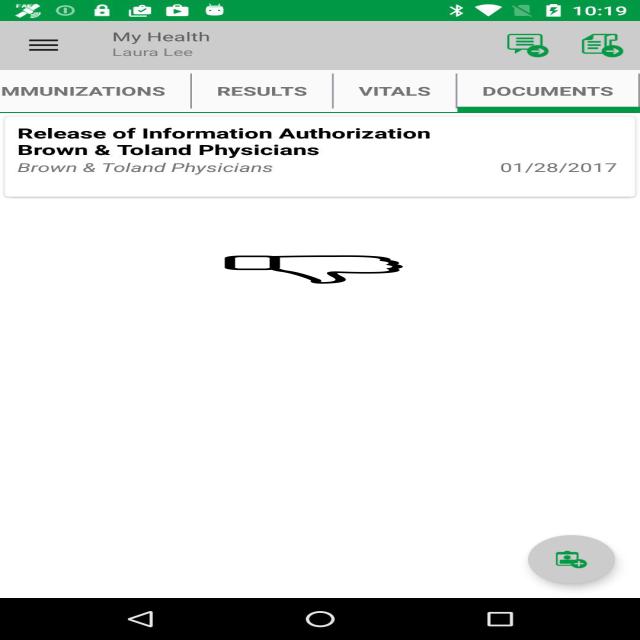 10:19
My Health
Laura Lee
MMUNIZATIONS
RESULTS
VITALS
DOCUMENTS
Release of Information Authorization
Brown & Toland Physicians
Brown & Toland Physicians
01/28/2017